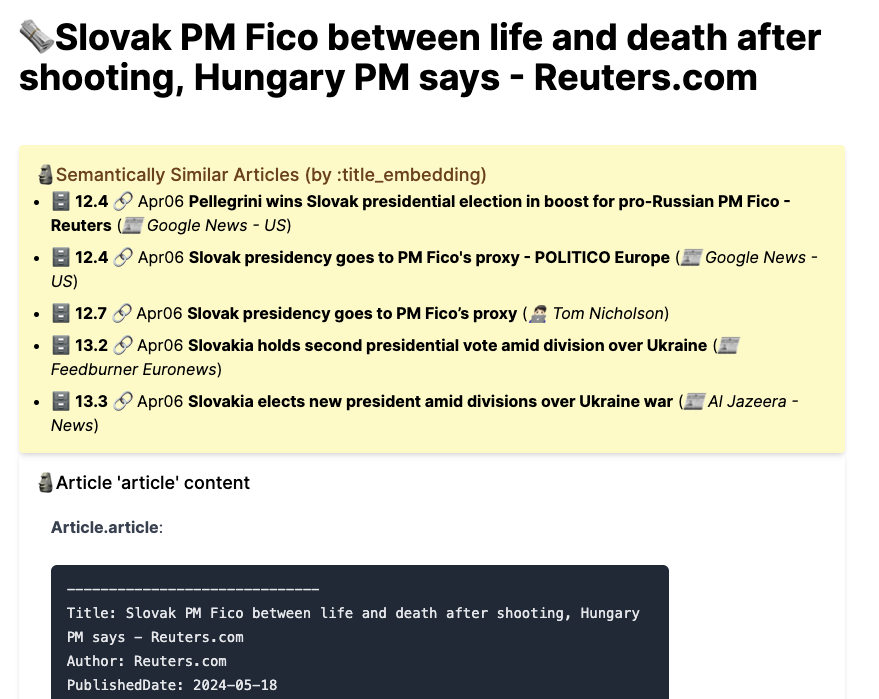 🗞️Slovak PM Fico between life and death after
shooting, Hungary PM says - Reuters.com
🗿Semantically Similar Articles (by :title_embedding)
• 🗄️ 12.4 🔗 Apr06 Pellegrini wins Slovak presidential election in boost for pro-Russian PM Fico -
Reuters (📰 Google News - US)
• 🗄️ 12.4 🔗 Apr06 Slovak presidency goes to PM Fico's proxy - POLITICO Europe (📰 Google News -
US)
• 🗄️ 12.7 🔗 Apr06 Slovak presidency goes to PM Fico’s proxy (👨🏻‍💻 Tom Nicholson)
• 🗄️ 13.2 🔗 Apr06 Slovakia holds second presidential vote amid division over Ukraine (📰
Feedburner Euronews)
• 🗄️ 13.3 🔗 Apr06 Slovakia elects new president amid divisions over Ukraine war (📰 Al Jazeera -
News)
🗿Article 'article' content
Article.article:
------------------------------
Title: Slovak PM Fico between life and death after shooting, Hungary
PM says - Reuters.com
Author: Reuters.com
PublishedDate: 2024-05-18